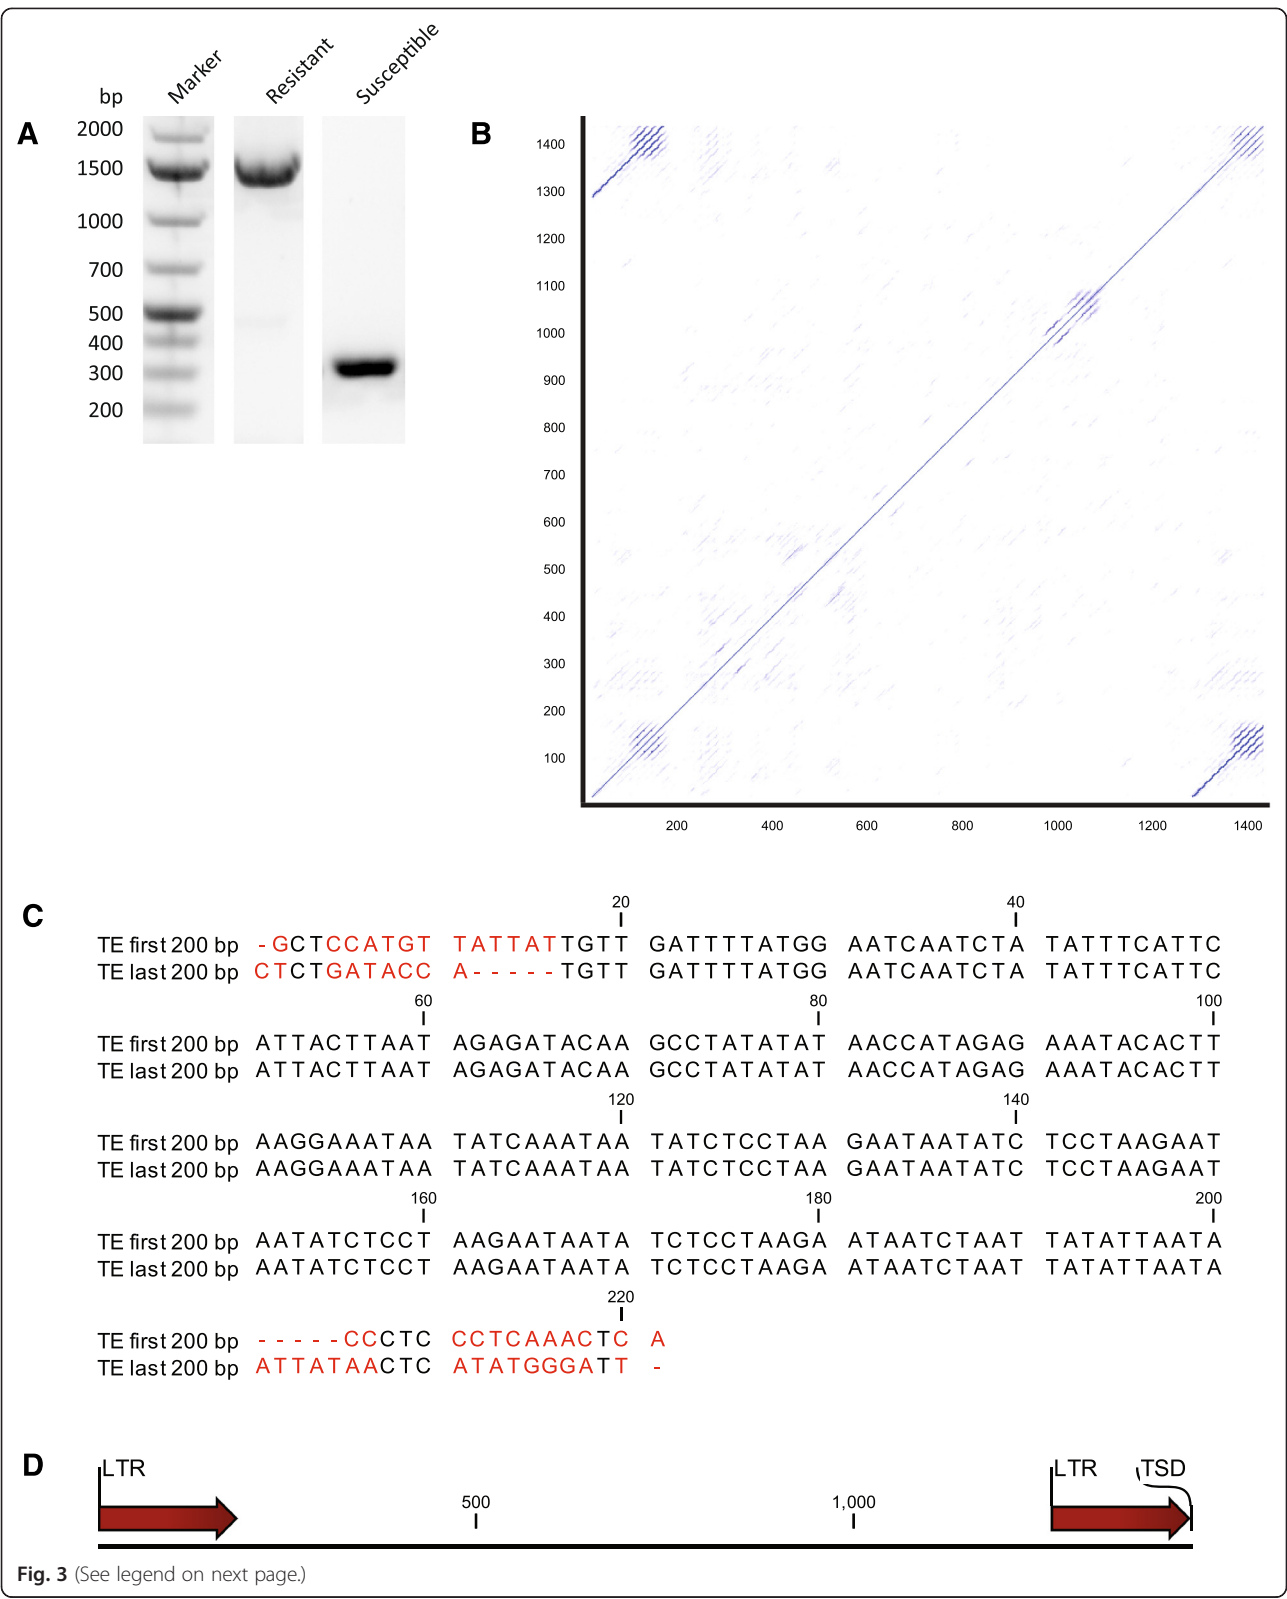 A
bp
Marker
Resistant
Susceptible
2000
1500
1000
700
500
400
300
200
B
1400
1300
1200
1100
1000
900
800
700
600
500
400
300
200
100
200 400 600 800 1000 1200 1400
C
20 40
TE first 200 bp -GCTCCATGT TATTATTGTT GATTTTATGG AATCAATCTA TATTTCATTC
TE last 200 bp CTCTGATACC A-----TGTT GATTTTATGG AATCAATCTA TATTTCATTC
60 80 100
TE first 200 bp ATTACTTAAT AGAGATACAA GCCTATATAT AACCATAGAG AAATACACTT
TE last 200 bp ATTACTTAAT AGAGATACAA GCCTATATAT AACCATAGAG AAATACACTT
120 140
TE first 200 bp AAGGAAATAA TATCAAATAA TATCTCCTAA GAATAATATC TCCTAAGAAT
TE last 200 bp AAGGAAATAA TATCAAATAA TATCTCCTAA GAATAATATC TCCTAAGAAT
160 180 200
TE first 200 bp AATATCTCCT AAGAATAATA TCTCCTAAGA ATAATCTAAT TATATTAATA
TE last 200 bp AATATCTCCT AAGAATAATA TCTCCTAAGA ATAATCTAAT TATATTAATA
220
TE first 200 bp -----CCCTC CCTCAAACTC A
TE last 200 bp ATTATAACTC ATATGGGATT -
D
LTR 500 1,000 LTR TSD
Fig. 3 (See legend on next page.)